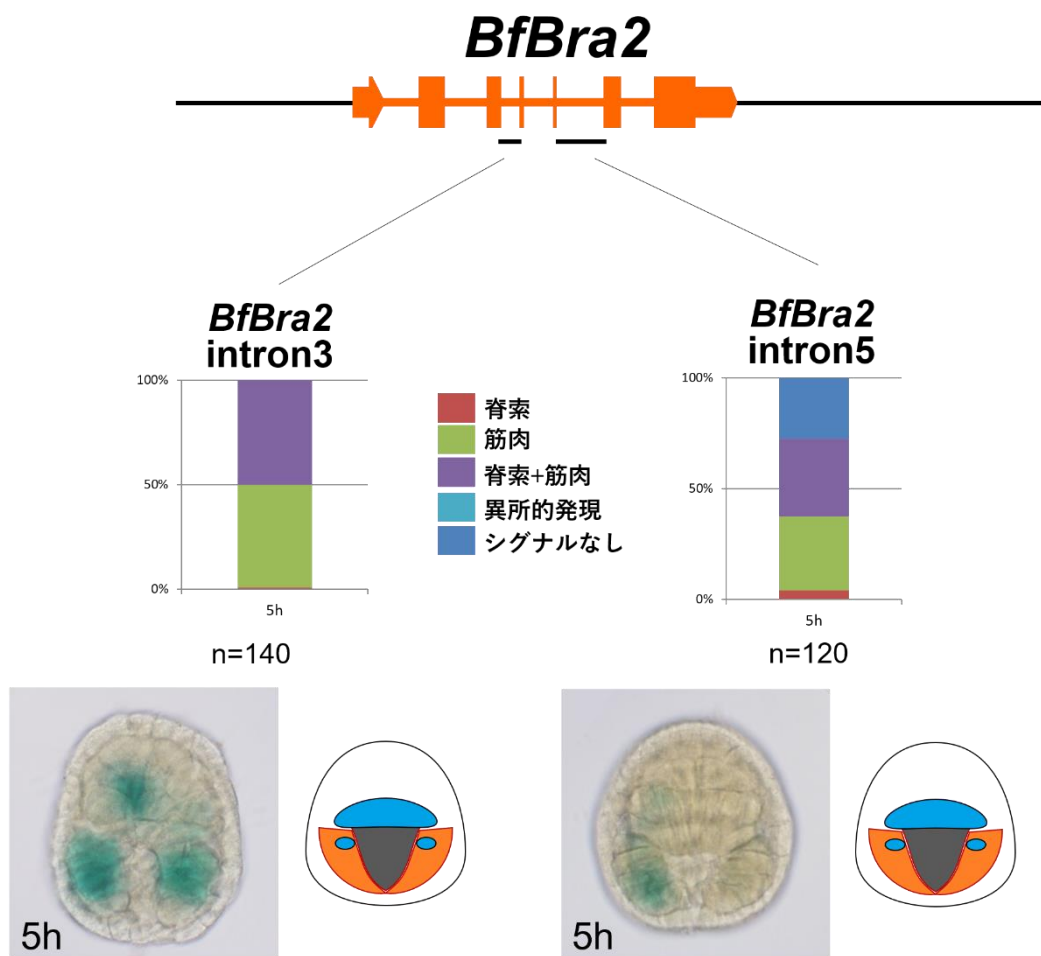 BfBra2
BfBra2
intron3
100%
50%
0%
5h
n=140
脊索
筋肉
脊索+筋肉
異所的発現
シグナルなし
BfBra2
intron5
100%
50%
0%
5h
n=120
5h
5h